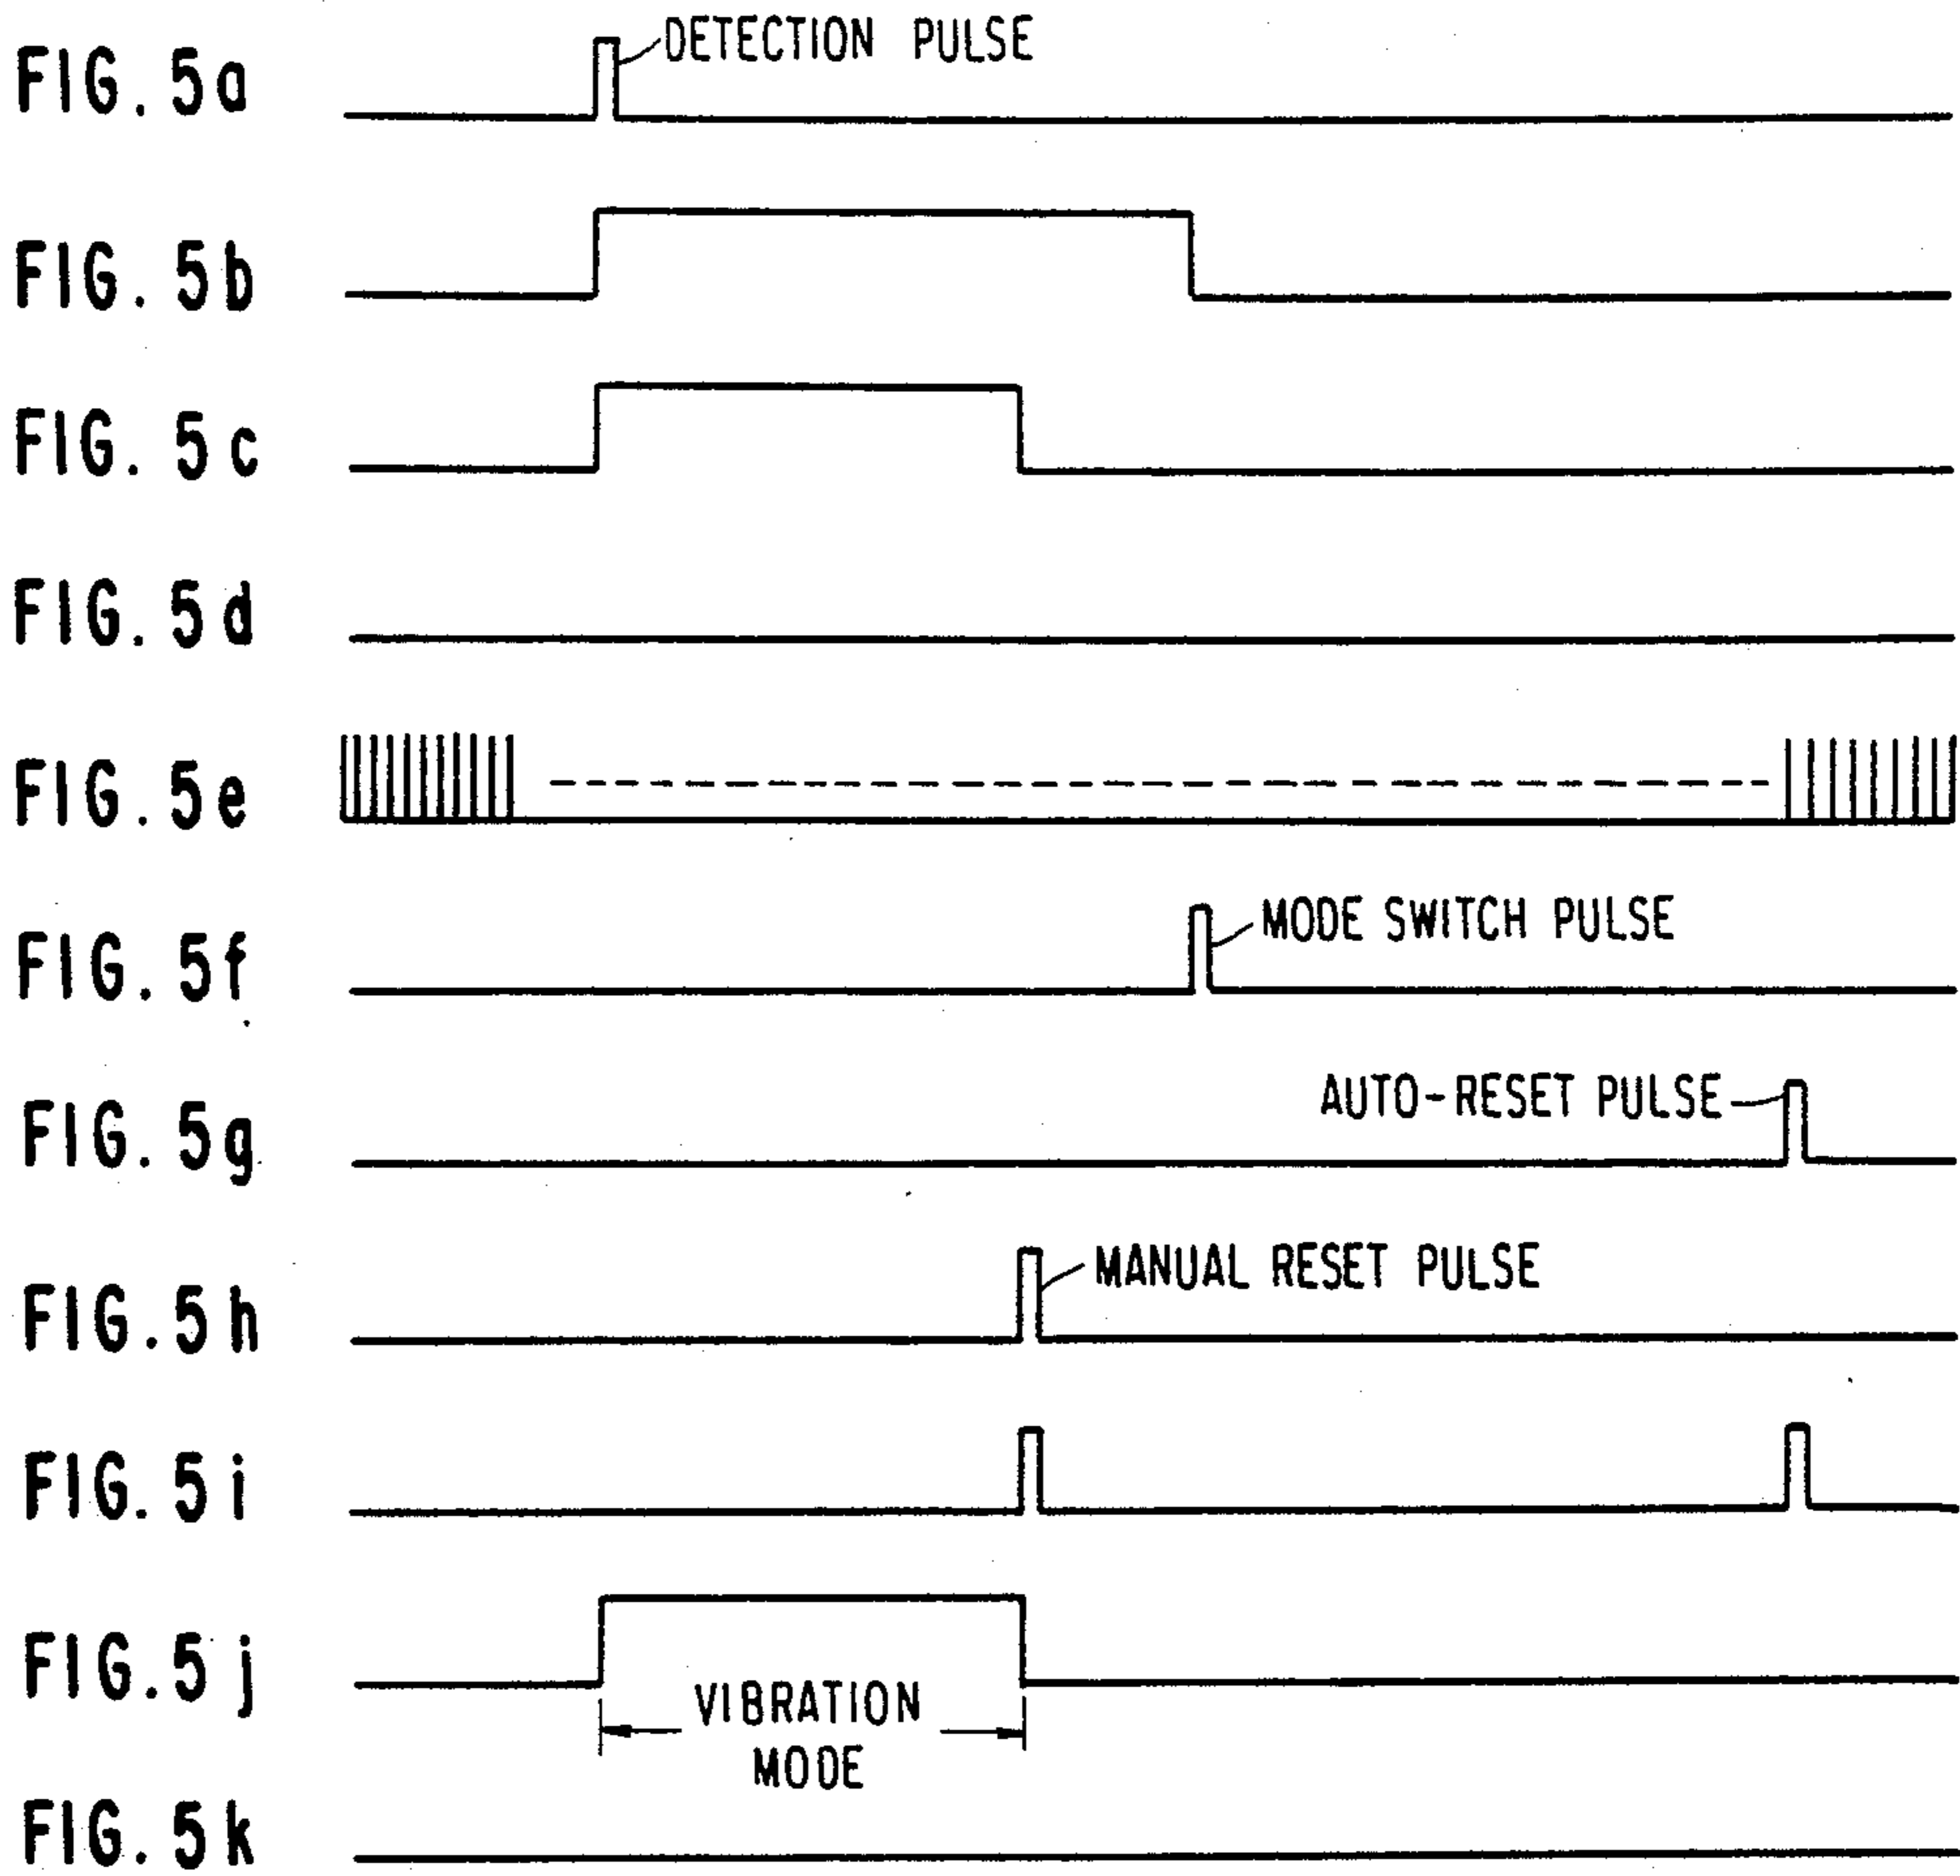 FIG. 5a
DETECTION PULSE
FIG. 5b
FIG. 5c
FIG. 5d
FIG. 5e
FIG. 5f
MODE SWITCH PULSE
FIG. 5g
AUTO-RESET PULSE
FIG. 5h
MANUAL RESET PULSE
FIG. 5i
FIG. 5j
VIBRATION
MODE
FIG. 5k